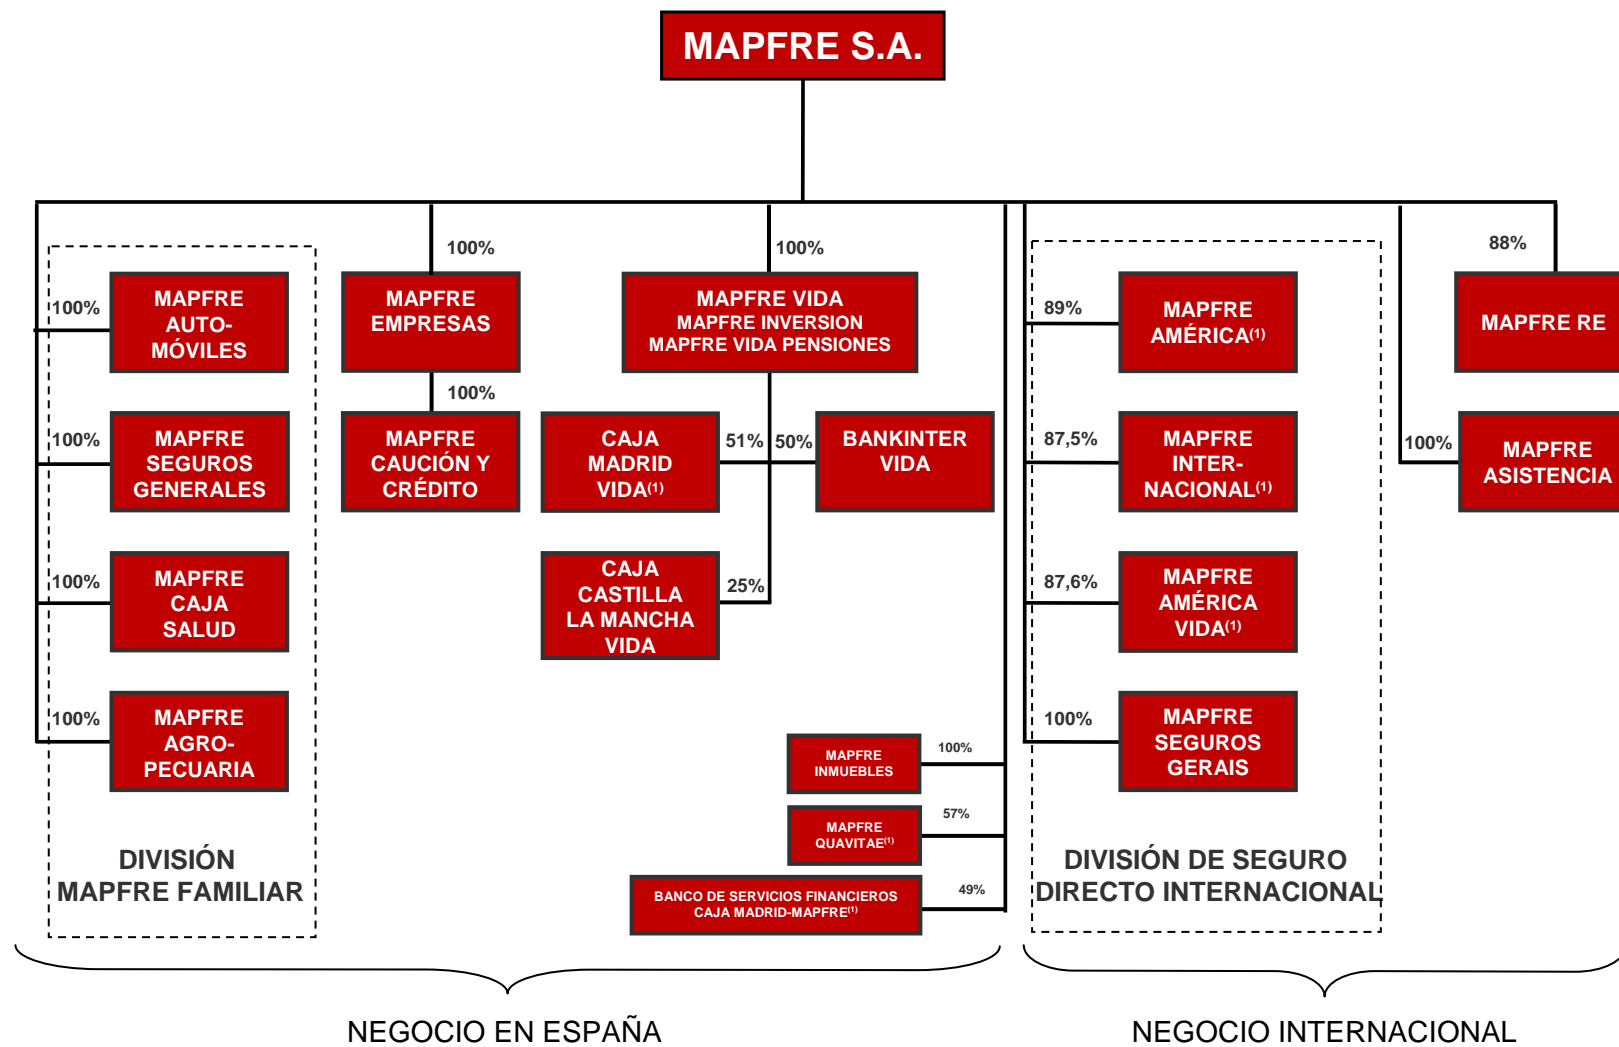 MAPFRE S.A.
100%
MAPFRE
AUTO-
MÓVILES
100%
MAPFRE
SEGUROS
GENERALES
100%
MAPFRE
CAJA
SALUD
100%
MAPFRE
AGRO-
PECUARIA
DIVISIÓN
MAPFRE FAMILIAR
100%
MAPFRE
EMPRESAS
100%
MAPFRE
CAUCIÓN Y
CRÉDITO
100%
MAPFRE VIDA
MAPFRE INVERSION
MAPFRE VIDA PENSIONES
CAJA
MADRID
VIDA(1)
51%
50%
BANKINTER
VIDA
CAJA
CASTILLA
LA MANCHA
VIDA
25%
MAPFRE
INMUEBLES
100%
MAPFRE
QUAVITAE(1)
57%
BANCO DE SERVICIOS FINANCIEROS
CAJA MADRID-MAPFRE(1)
49%
89%
MAPFRE
AMÉRICA(1)
87,5%
MAPFRE
INTER-
NACIONAL(1)
87,6%
MAPFRE
AMÉRICA
VIDA(1)
100%
MAPFRE
SEGUROS
GERAIS
DIVISIÓN DE SEGURO
DIRECTO INTERNACIONAL
88%
MAPFRE RE
100%
MAPFRE
ASISTENCIA
NEGOCIO EN ESPAÑA
NEGOCIO INTERNACIONAL